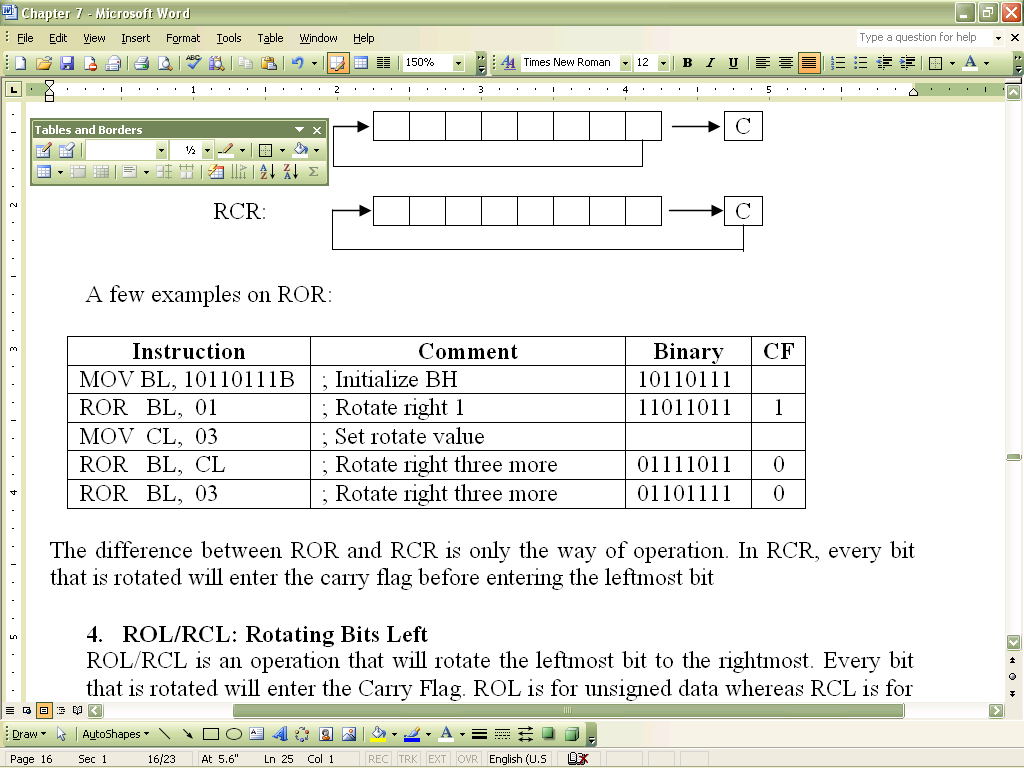 Chapter 7 - Microsoft Word
File Edit View Insert Format Tools Table Window Help
Type a question for help
150% Times New Roman 12 B I U
1 2 3 4 5
Tables and Borders
½
C
RCR:
C
A few examples on ROR:
Instruction Comment Binary CF
MOV BL, 10110111B ; Initialize BH 10110111
ROR BL, 01 ; Rotate right 1 11011011 1
MOV CL, 03 ; Set rotate value
ROR BL, CL ; Rotate right three more 01111011 0
ROR BL, 03 ; Rotate right three more 01101111 0
The difference between ROR and RCR is only the way of operation. In RCR, every bit
that is rotated will enter the carry flag before entering the leftmost bit
4. ROL/RCL: Rotating Bits Left
ROL/RCL is an operation that will rotate the leftmost bit to the rightmost. Every bit
that is rotated will enter the Carry Flag. ROL is for unsigned data whereas RCL is for
Draw AutoShapes
Page 16 Sec 1 16/23 At 5.6" Ln 25 Col 1 REC TRK EXT OVR English (U.S